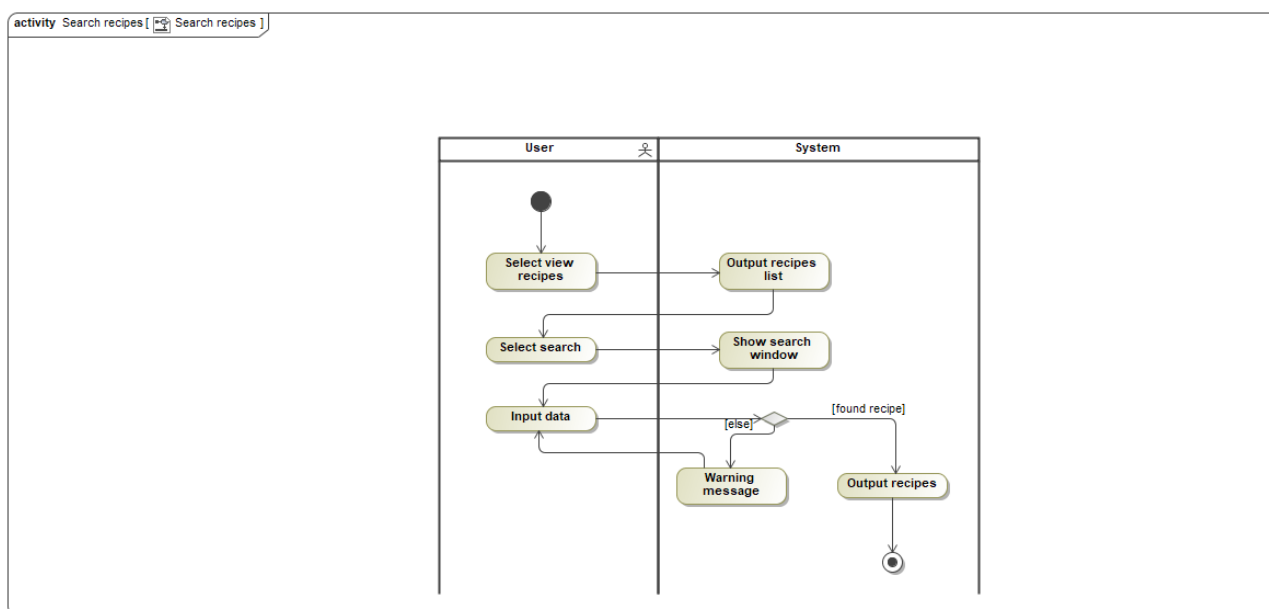 activity Search recipes [ Search recipes ]
User
System
Select view
recipes
Output recipes
list
Select search
Show search
window
Input data
[found recipe]
[else]
Warning
message
Output recipes